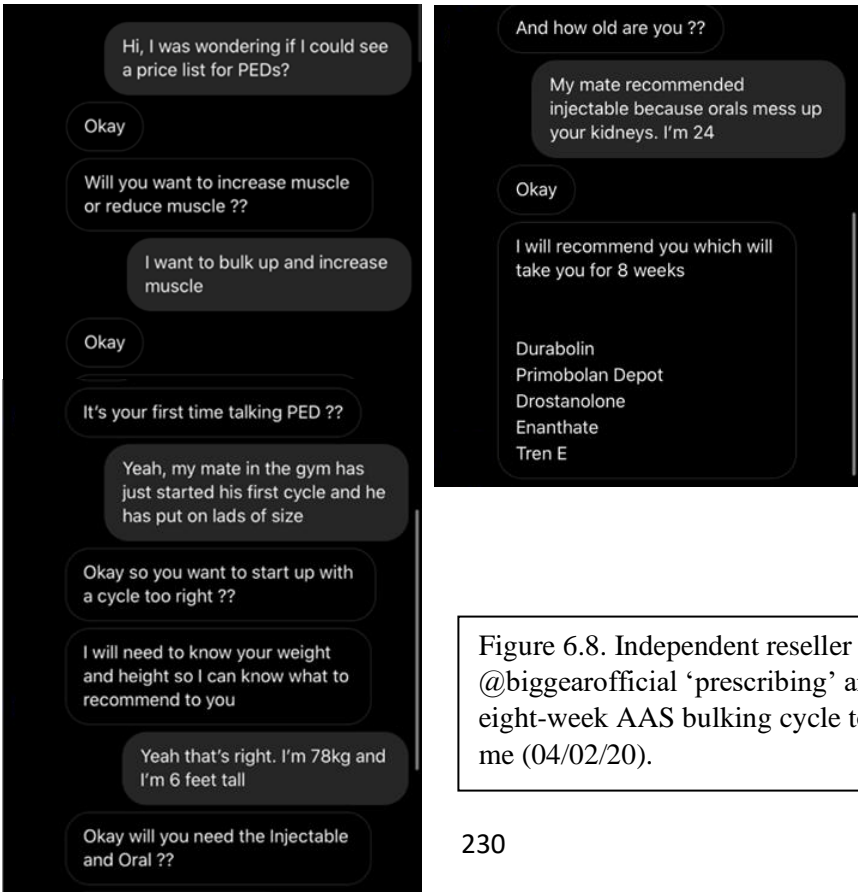 Hi, I was wondering if I could see
a price list for PEDs?
Okay
Will you want to increase muscle
or reduce muscle ??
I want to bulk up and increase
muscle
Okay
It's your first time talking PED ??
Yeah, my mate in the gym has
just started his first cycle and he
has put on lads of size
Okay so you want to start up with
a cycle too right ??
I will need to know your weight
and height so I can know what to
recommend to you
Yeah that's right. I'm 78kg and
I'm 6 feet tall
Okay will you need the Injectable
and Oral ??
And how old are you ??
My mate recommended
injectable because orals mess up
your kidneys. I'm 24
Okay
I will recommend you which will
take you for 8 weeks
Durabolin
Primobolan Depot
Drostanolone
Enanthate
Tren E
Figure 6.8. Independent reseller
@biggearofficial ‘prescribing’
eight-week AAS bulking cycle
me (04/02/20).
230